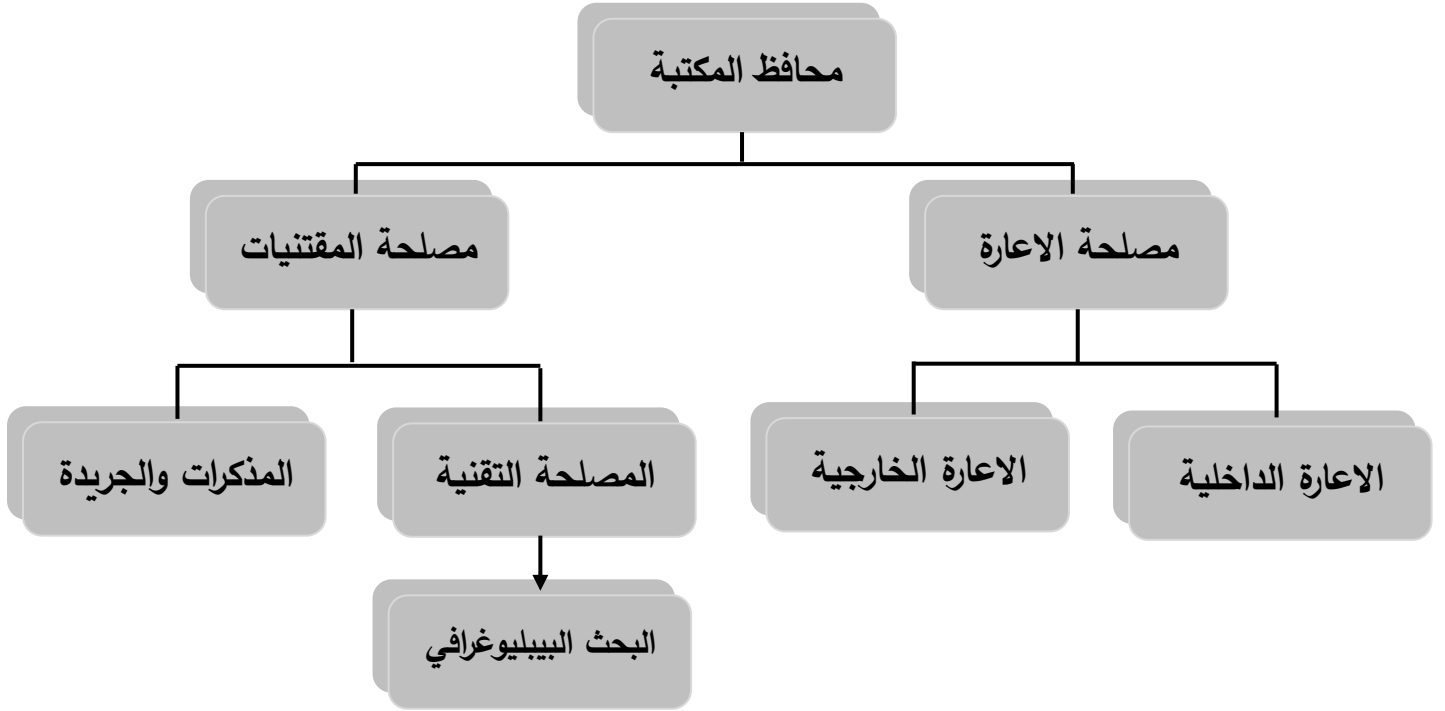 محافظ المكتبة
مصلحة الاعارة
مصلحة المقتنيات
الاعارة الداخلية
الاعارة الخارجية
المصلحة التقنية
المذكرات والجريدة
البحث البيبليوغرافي